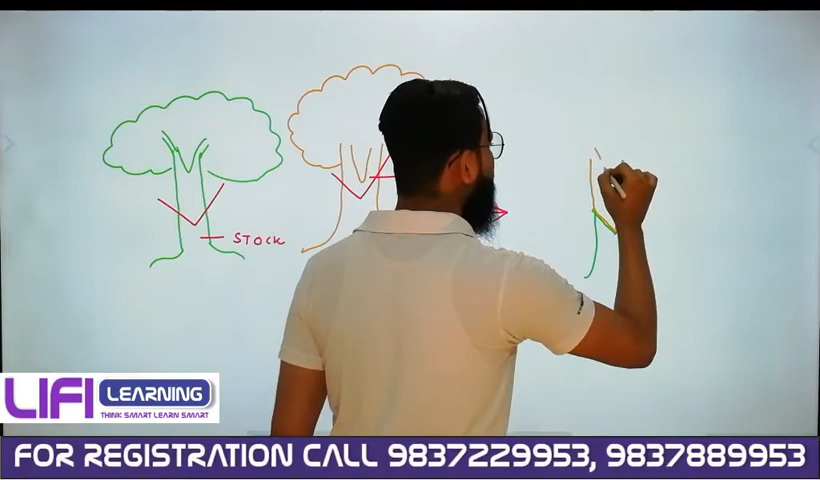 STOCK
LIFI LEARNING
THINK SMART LEARN SMART
FOR REGISTRATION CALL 9837229953, 9837889953